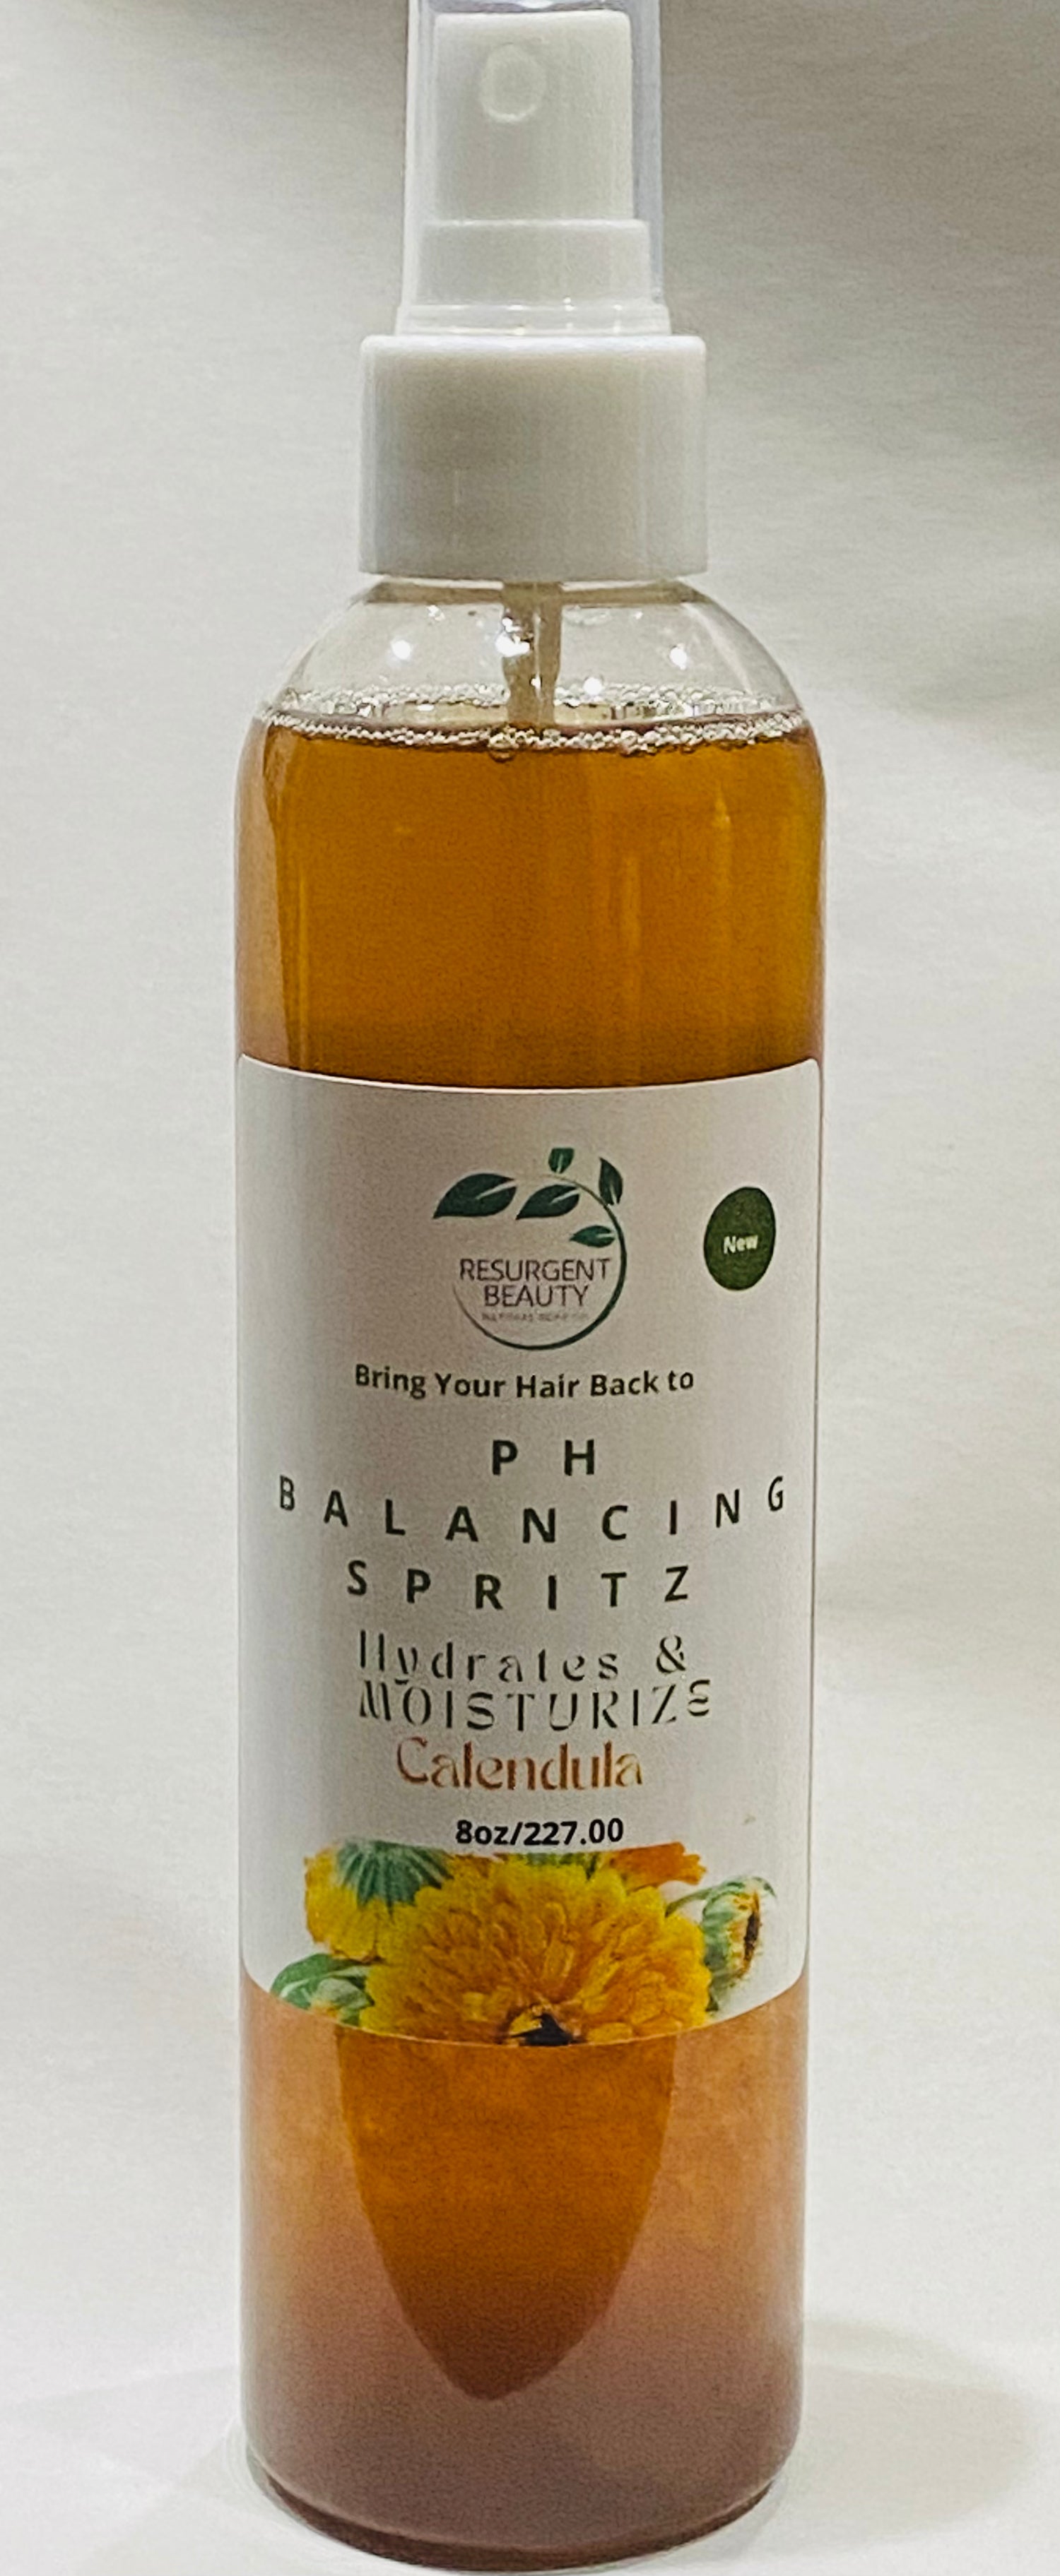 RESURGENT
BEAUTY
New
Bring Your Hair Back to
PH
BALANCING
SPRITZ
Hydrates &
MOISTURIZE
Calendula
8oz/227.00